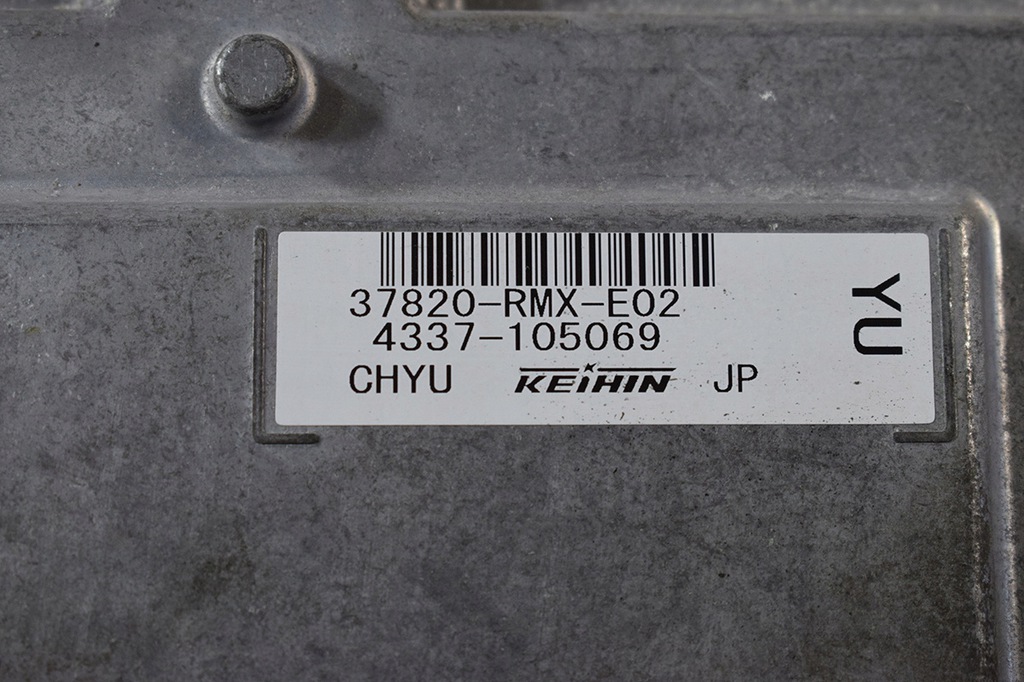 37820-RMX-E02
4337-105069
CHYU KEIHIN JP
YU